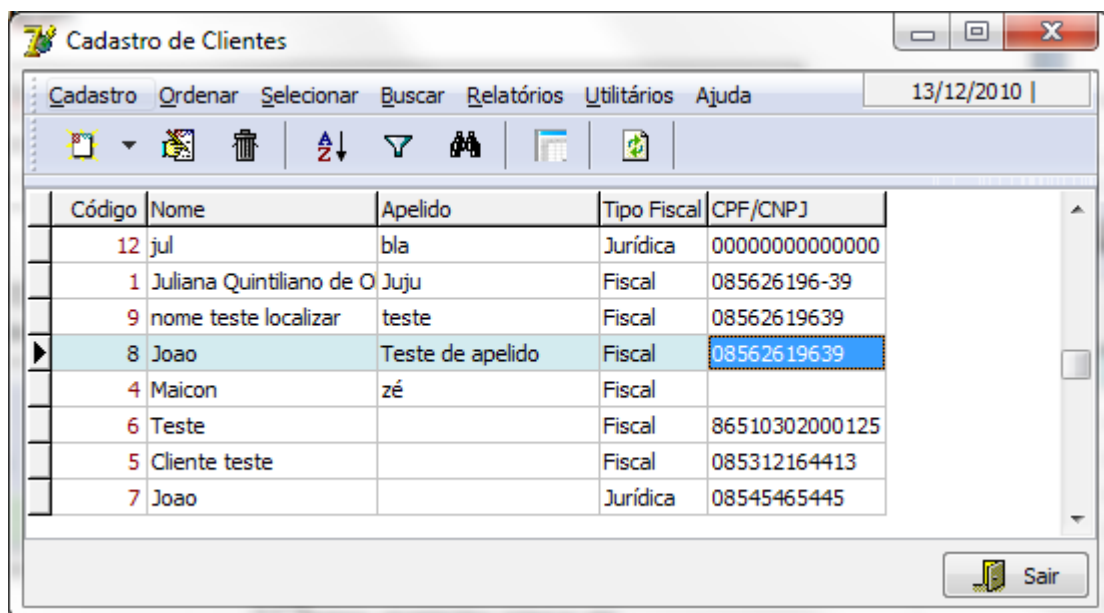 Cadastro de Clientes
Cadastro Ordenar Selecionar Buscar Relatórios Utilitários Ajuda 13/12/2010 |
Código Nome Apelido Tipo Fiscal CPF/CNPJ
12 jul bla Jurídica 00000000000000
1 Juliana Quintiliano de O Juju Fiscal 085626196-39
9 nome teste localizar teste Fiscal 08562619639
8 Joao Teste de apelido Fiscal 08562619639
4 Maicon zé Fiscal
6 Teste Fiscal 86510302000125
5 Cliente teste Fiscal 085312164413
7 Joao Jurídica 08545465445
Sair